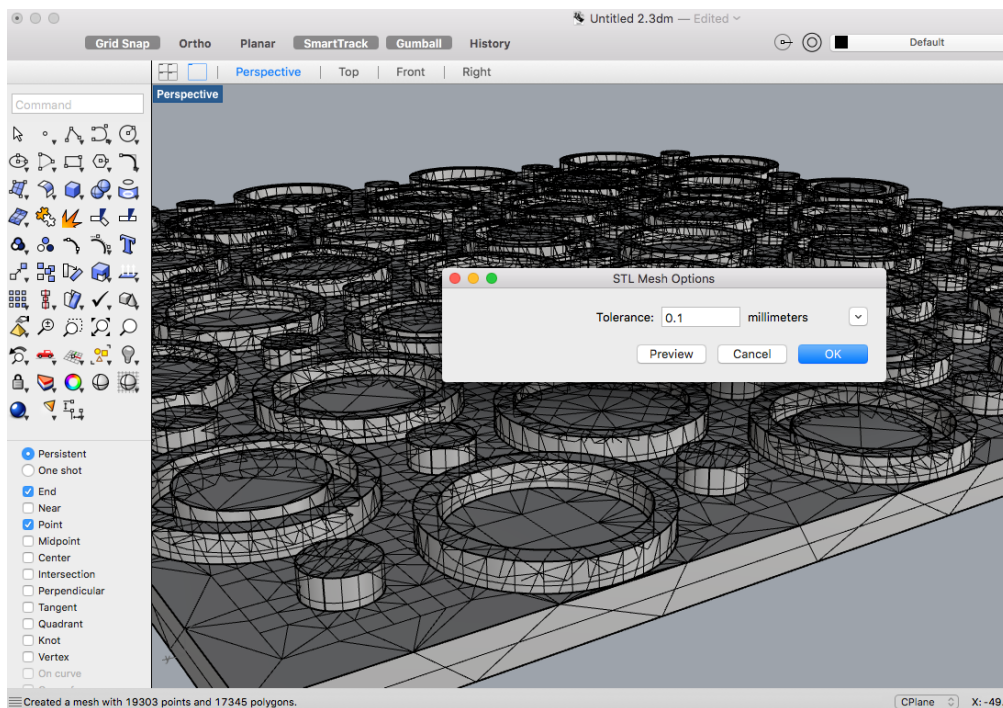 Untitled 2.3dm — Edited
Grid Snap Ortho Planar SmartTrack Gumball History Default
Perspective Top Front Right
Perspective
Command
STL Mesh Options
Tolerance: 0.1 millimeters
Preview Cancel OK
Persistent
One shot
End
Near
Point
Midpoint
Center
Intersection
Perpendicular
Tangent
Quadrant
Knot
Vertex
On curve
Created a mesh with 19303 points and 17345 polygons. CPlane X: -49.